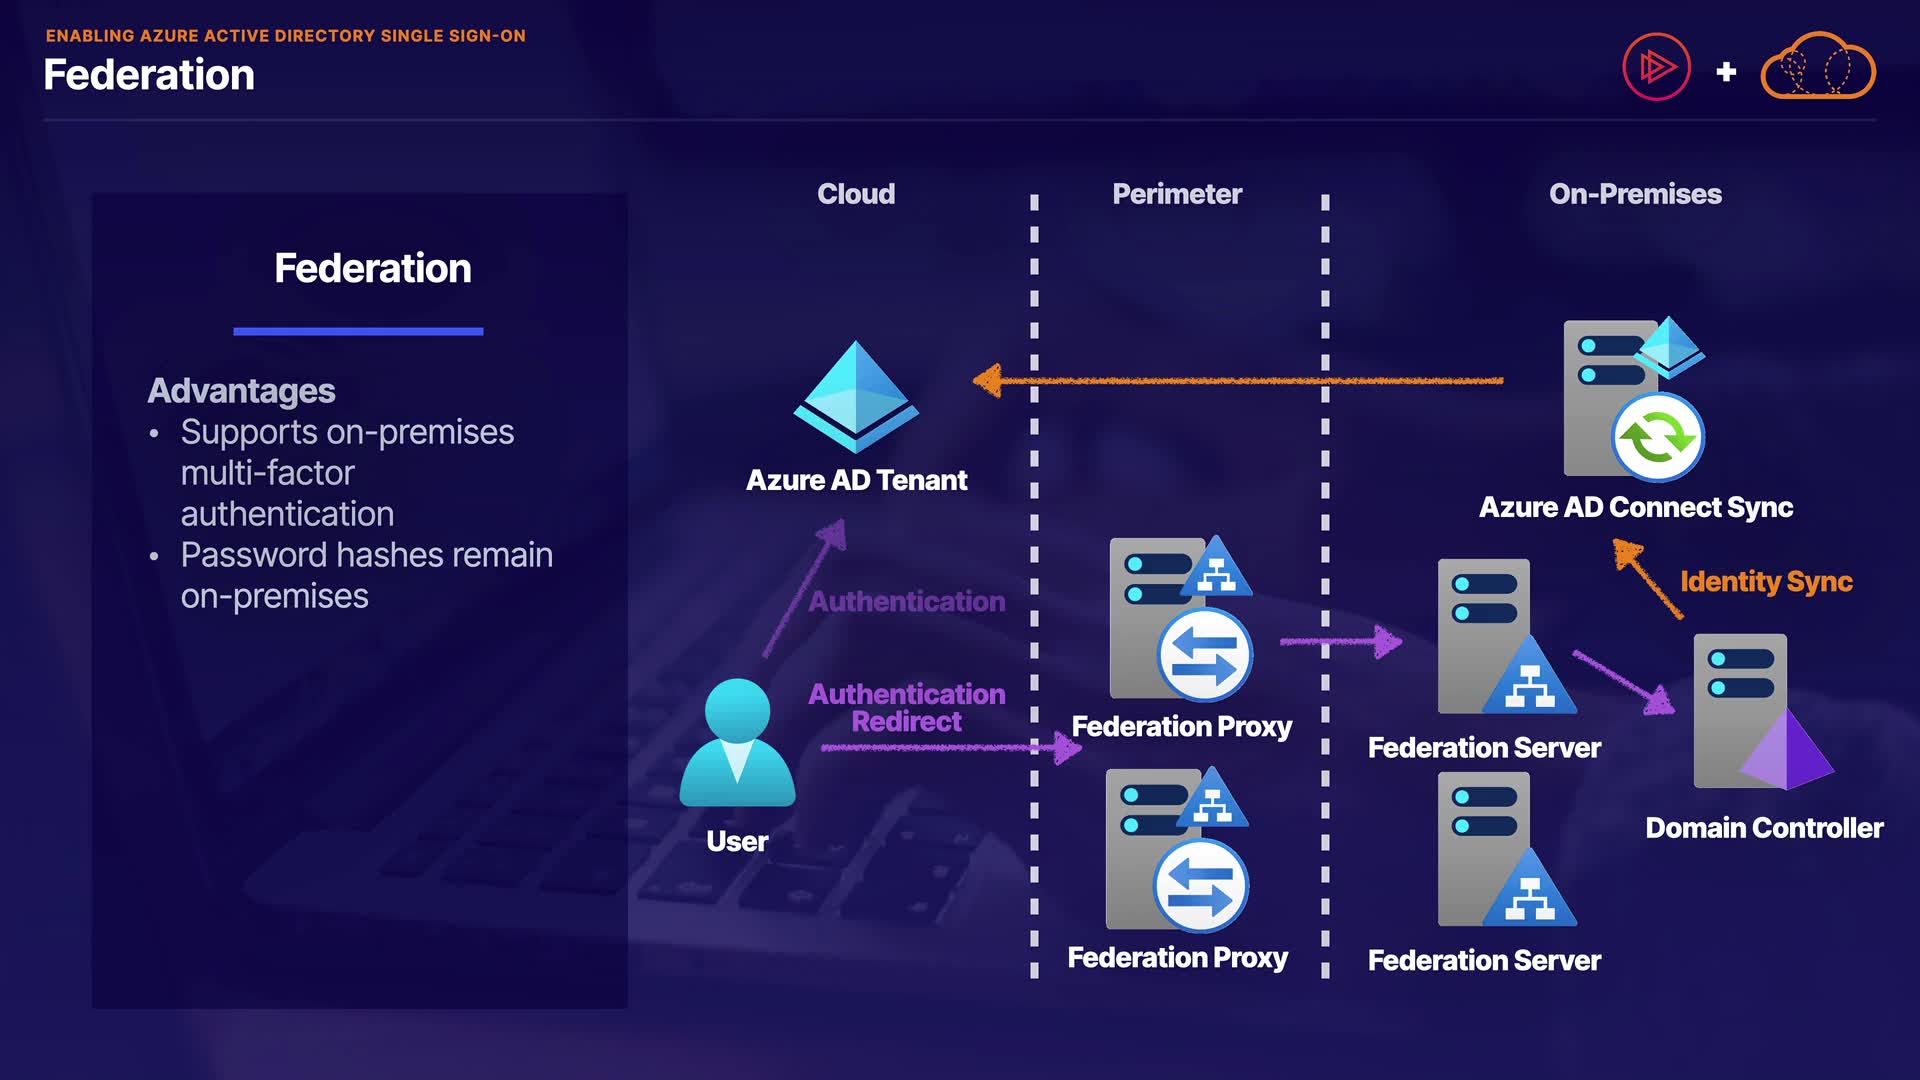 ENABLING AZURE ACTIVE DIRECTORY SINGLE SIGN-ON
Federation
Federation
Advantages
• Supports on-premises
multi-factor
authentication
• Password hashes remain
on-premises
Cloud
Perimeter
On-Premises
Azure AD Tenant
Azure AD Connect Sync
Identity Sync
Authentication
Authentication
Redirect
Federation Proxy
Federation Server
User
Domain Controller
Federation Proxy
Federation Server